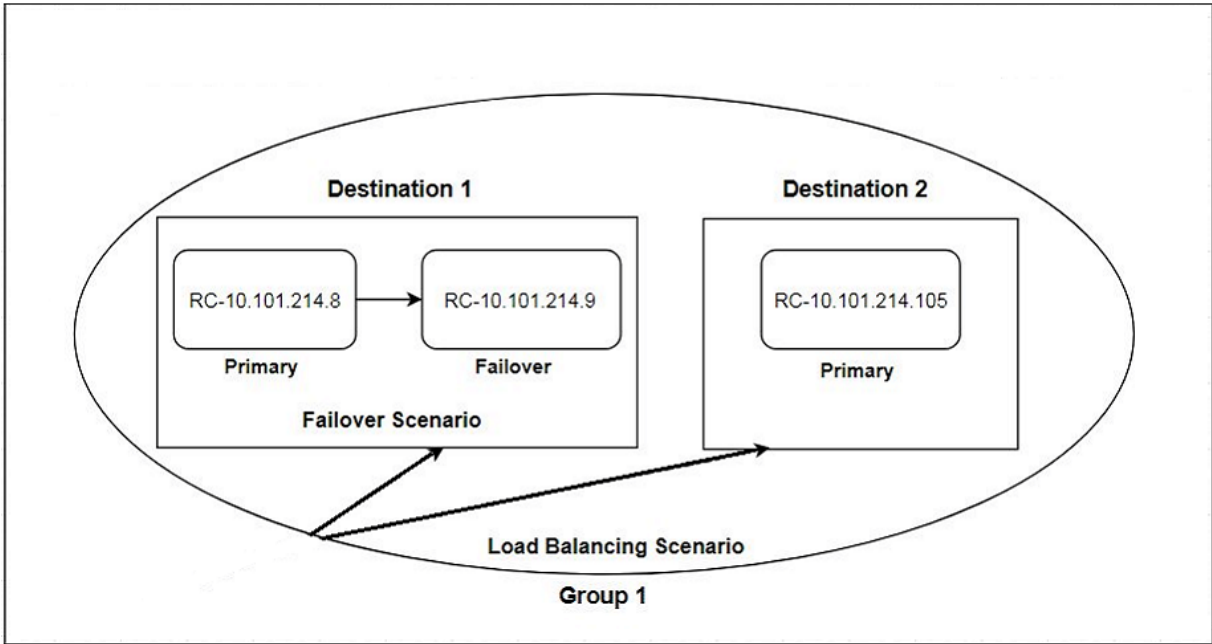 Destination 1
Destination 2
RC-10.101.214.8
RC-10.101.214.9
RC-10.101.214.105
Primary
Failover
Primary
Failover Scenario
Load Balancing Scenario
Group 1